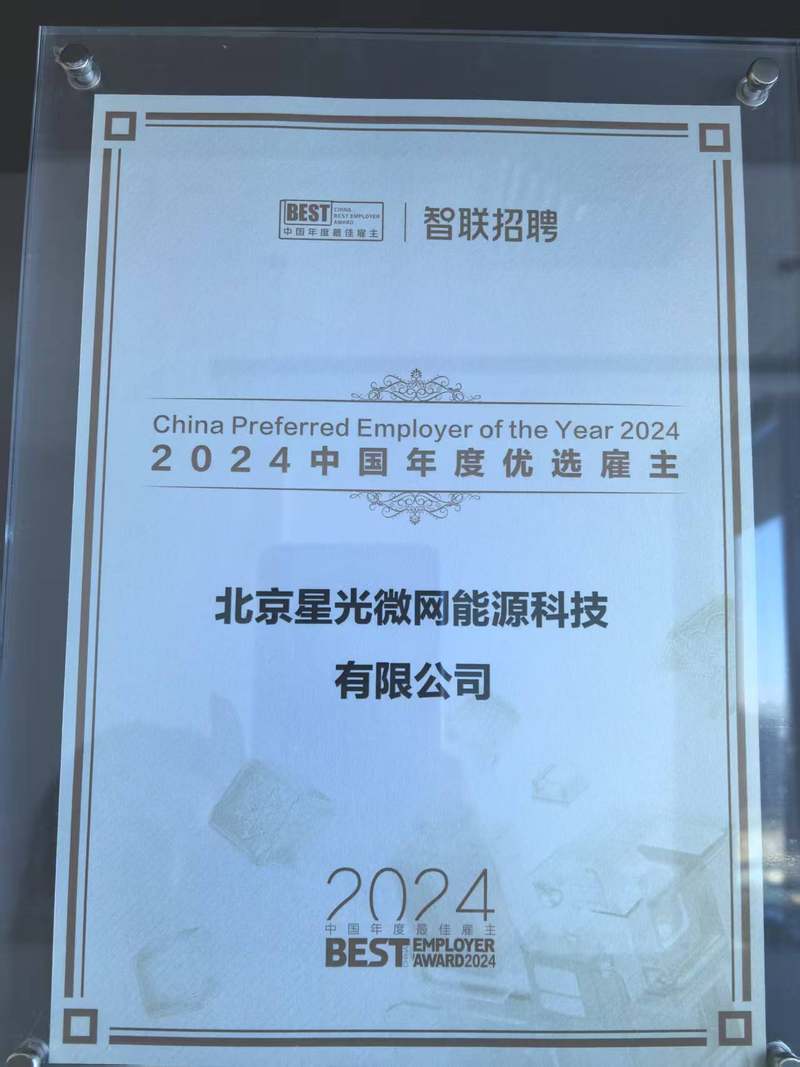 BEST CHINA BEST EMPLOYER AWARD
中国年度最佳雇主
智联招聘
China Preferred Employer of the Year 2024
2024中国年度优选雇主
北京星光微网能源科技
有限公司
2024
中国年度最佳雇主
BEST EMPLOYER
AWARD2024